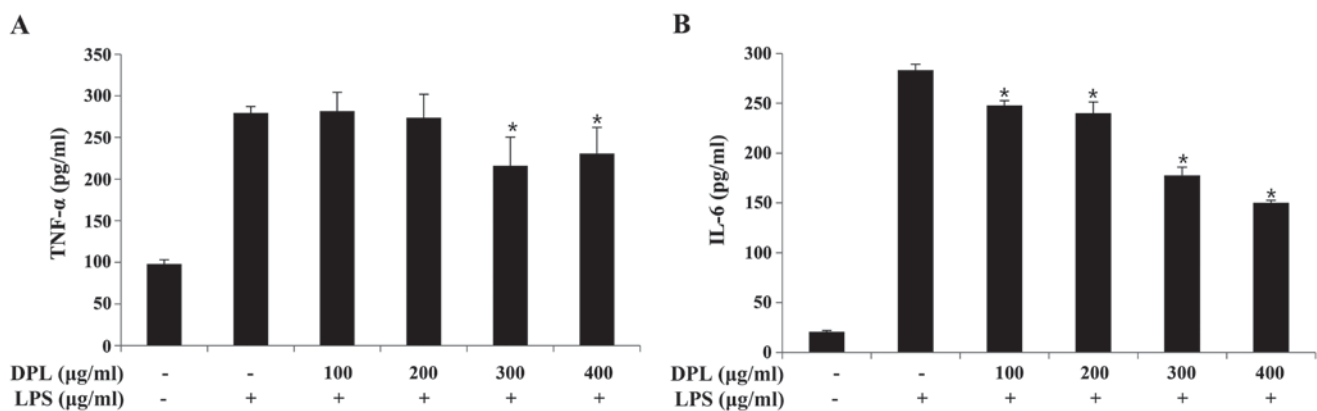 A
TNF-α (pg/ml)
350
300
250
200
150
100
50
0
* *
DPL (μg/ml) - - 100 200 300 400
LPS (μg/ml) - + + + + +
B
IL-6 (pg/ml)
350
300
250
200
150
100
50
0
* * * *
DPL (μg/ml) - - 100 200 300 400
LPS (μg/ml) - + + + + +